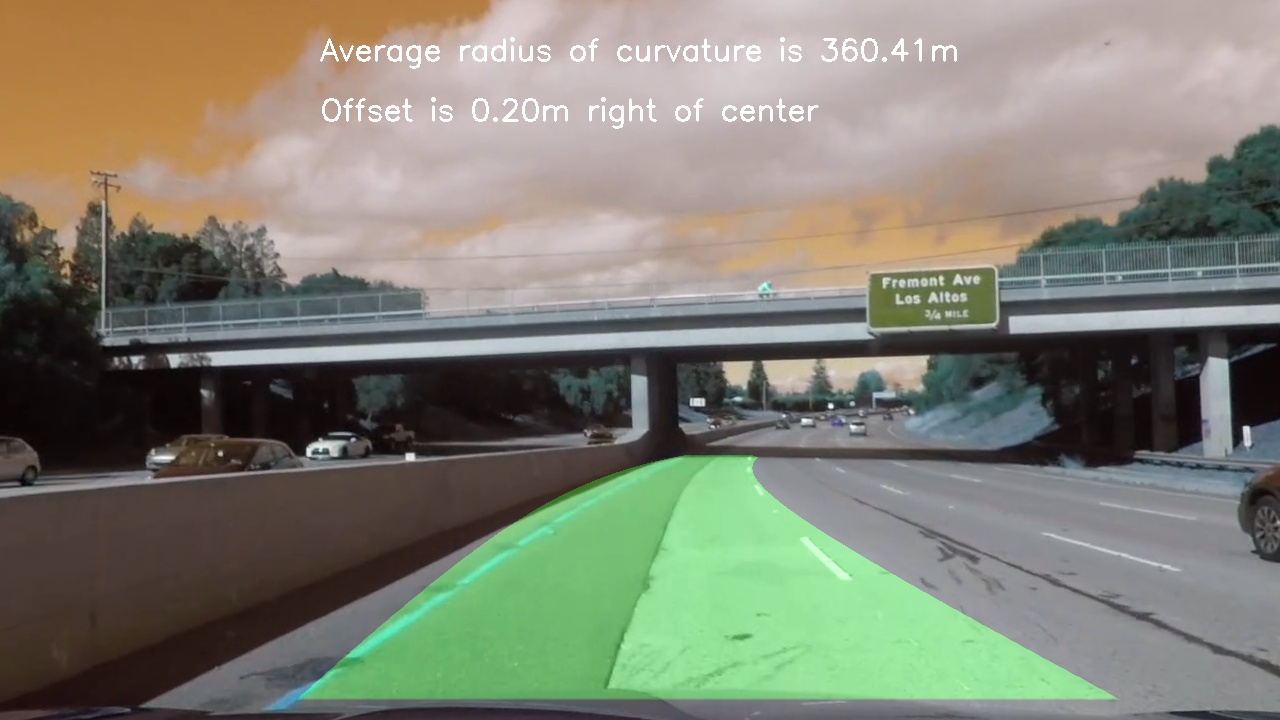 Average radius of curvature is 360.41m
Offset is 0.20m right of center
Fremont Ave
Los Altos
3/4 MILE